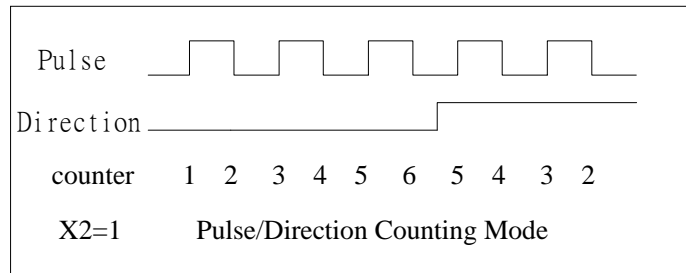 Pulse
Direction
counter 1 2 3 4 5 6 5 4 3 2
X2=1 Pulse/Direction Counting Mode